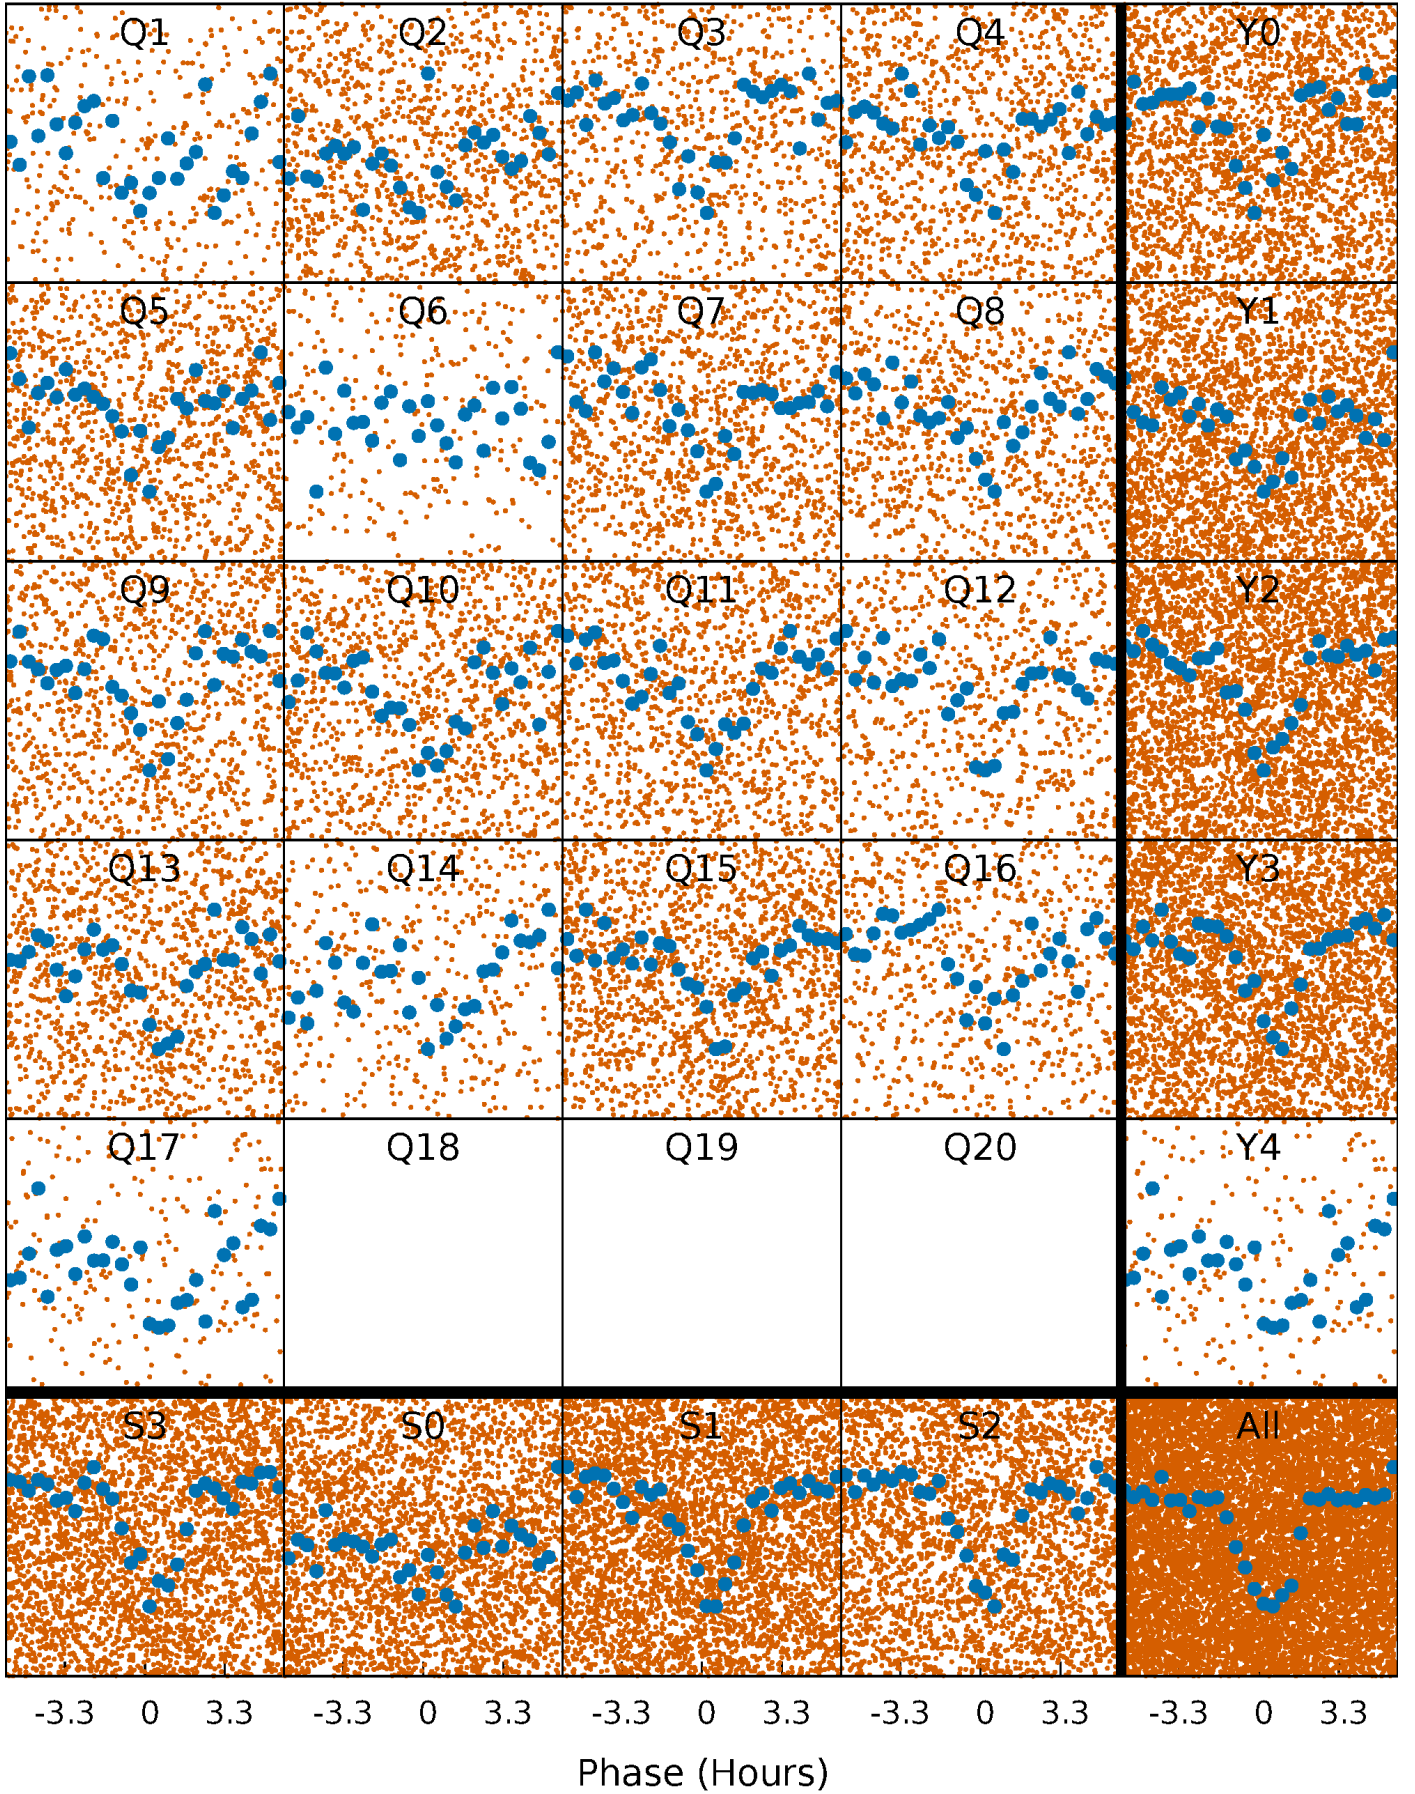 Q1 Q2 Q3 Q4 Y0
Q5 Q6 Q7 Q8 Y1
Q9 Q10 Q11 Q12 Y2
Q13 Q14 Q15 Q16 Y3
Q17 Q18 Q19 Q20 Y4
S3 S0 S1 S2 All
-3.3 0 3.3 -3.3 0 3.3 -3.3 0 3.3 -3.3 0 3.3 -3.3 0 3.3
Phase (Hours)